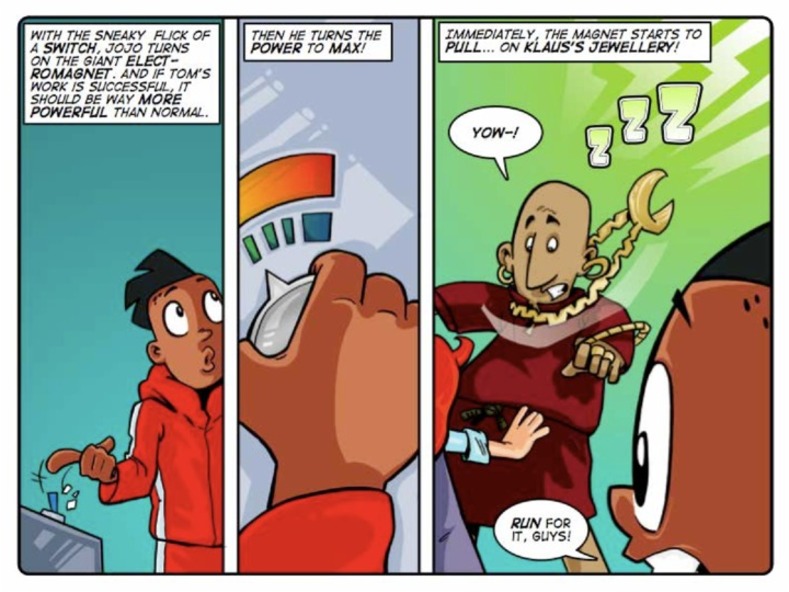 WITH THE SNEAKY FLICK OF
A SWITCH, JOJO TURNS
ON THE GIANT ELECT-
ROMAGNET. AND IF TOM'S
WORK IS SUCCESSFUL, IT
SHOULD BE WAY MORE
POWERFUL THAN NORMAL.
THEN HE TURNS THE
POWER TO MAX!
IMMEDIATELY, THE MAGNET STARTS TO
PULL... ON KLAUS'S JEWELLERY!
YOW-!
Z Z Z
RUN FOR
IT, GUYS!